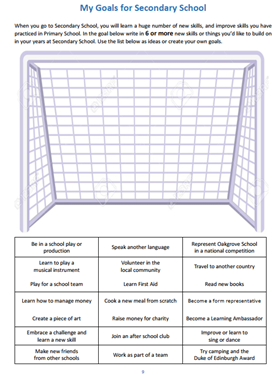 My Goals for Secondary School
When you go to Secondary School, you will learn a huge number of new skills, and improve skills you have
practiced in Primary School. In the goal below write in 6 or more new skills or things you'd like to build on
in your years at Secondary School. Use the list below as ideas or create your own goals.
Be in a school play or
production
Speak another language
Represent Oakgrove School
in a national competition
Learn to play a
musical instrument
Volunteer in the
local community
Travel to another country
Play for a school team
Learn First Aid
Read new books
Learn how to manage money
Cook a new meal from scratch
Become a form representative
Create a piece of art
Raise money for charity
Become a Learning Ambassador
Embrace a challenge and
learn a new skill
Join an after school club
Improve or learn to
sing or dance
Make new friends
from other schools
Work as part of a team
Try camping and the
Duke of Edinburgh Award